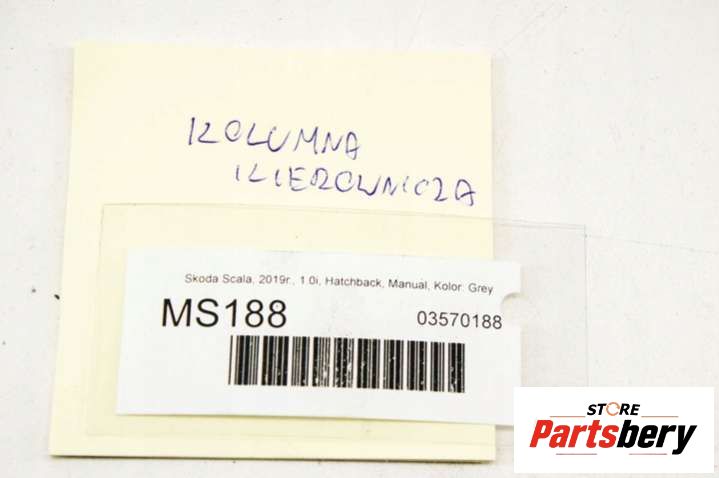 KOLUMNA
KIEROWNICZA
Skoda Scala, 2019r., 1.0i, Hatchback, Manual, Kolor: Grey
MS188
03570188
STORE
Partsbery